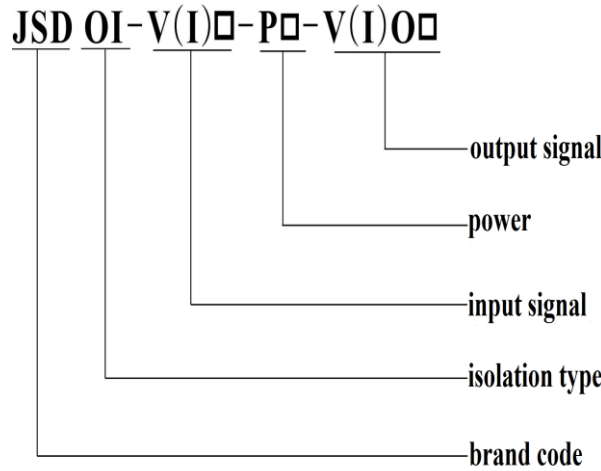 JSD OI-V(I)□-P□-V(I)O□
output signal
power
input signal
isolation type
brand code